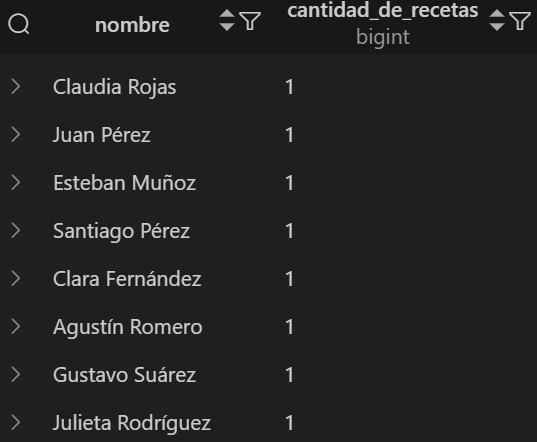 nombre cantidad_de_recetas
bigint
Claudia Rojas 1
Juan Pérez 1
Esteban Muñoz 1
Santiago Pérez 1
Clara Fernández 1
Agustín Romero 1
Gustavo Suárez 1
Julieta Rodríguez 1